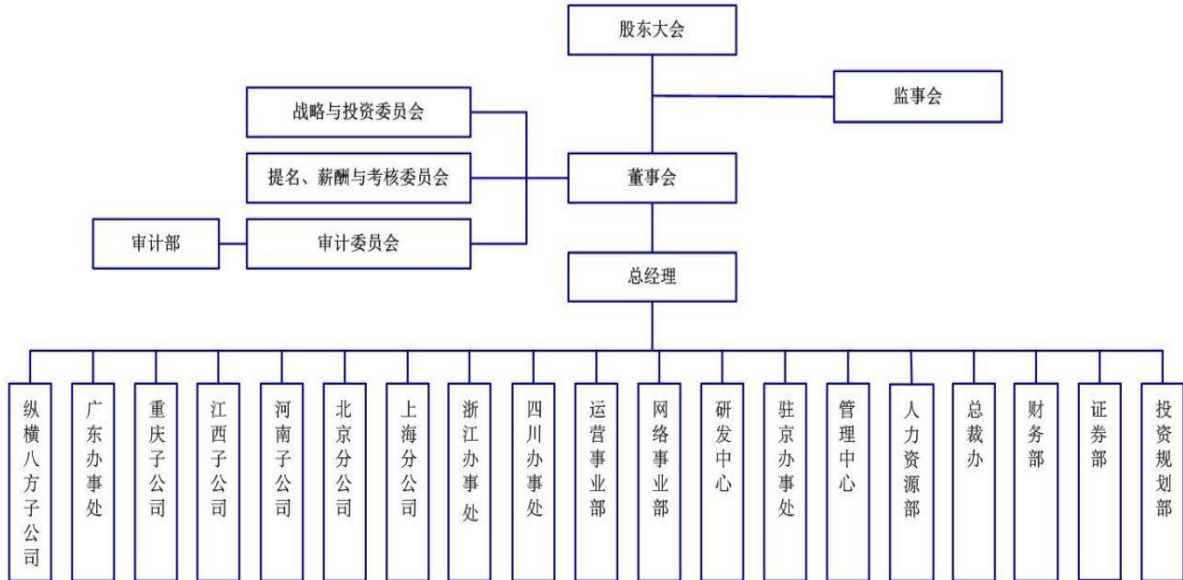 股东大会
监事会
战略与投资委员会
提名、薪酬与考核委员会
董事会
审计部
审计委员会
总经理
纵横八方子公司
广东办事处
重庆子公司
江西子公司
河南子公司
北京分公司
上海分公司
浙江办事处
四川办事处
运营事业部
网络事业部
研发中心
驻京办事处
管理中心
人力资源部
总裁办
财务部
证券部
投资规划部